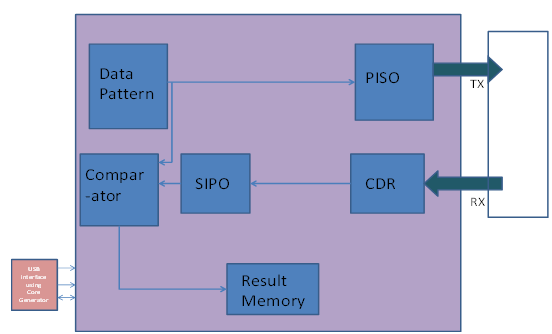 Data
Pattern
PISO
TX
Compar
-ator
SIPO
CDR
RX
USB
Interface
using
Core
Generator
Result
Memory